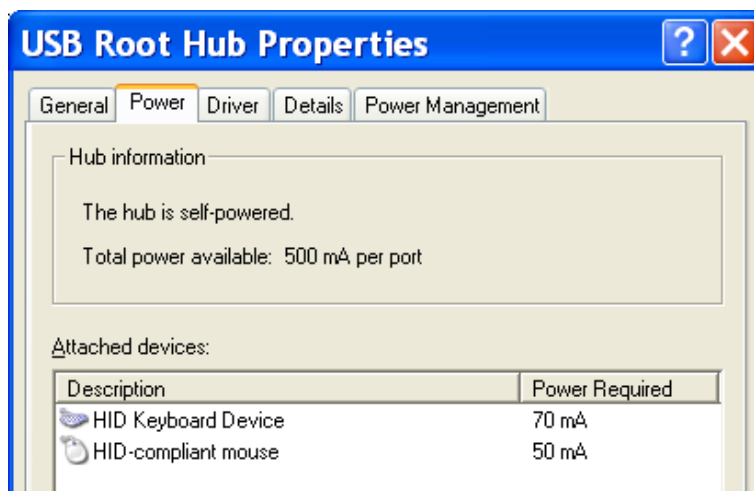 USB Root Hub Properties
General Power Driver Details Power Management
Hub information
The hub is self-powered.
Total power available: 500 mA per port
Attached devices:
Description Power Required
HID Keyboard Device 70 mA
HID-compliant mouse 50 mA